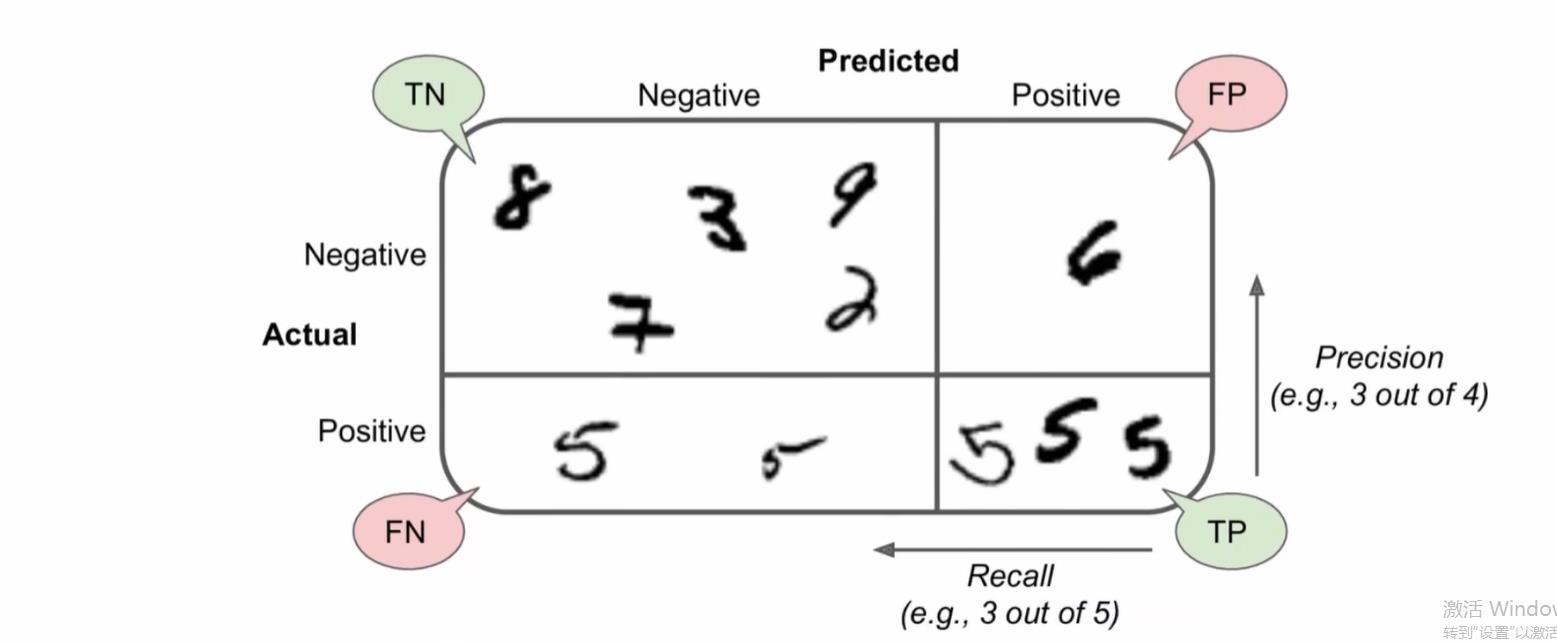 Predicted
TN
Negative
Positive
FP
8
3
9
Negative
6
7
2
Actual
Precision
(e.g., 3 out of 4)
Positive
5
5
5
5
5
FN
TP
Recall
(e.g., 3 out of 5)
激活 Window
转到"设置"以激活